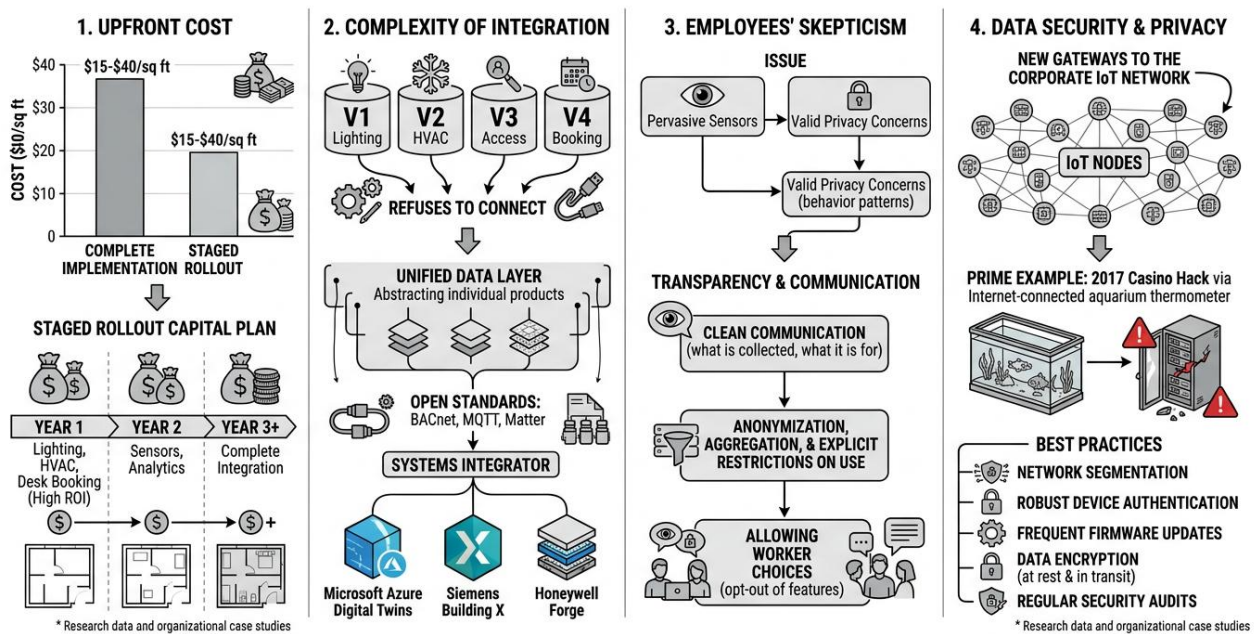 1. UPFRONT COST
$15-$40/sq ft
$15-$40/sq ft
COST ($10/sq ft)
$40
$30
$20
$10
0
COMPLETE
IMPLEMENTATION
STAGED
ROLLOUT
STAGED ROLLOUT CAPITAL PLAN
YEAR 1
YEAR 2
YEAR 3+
Lighting,
HVAC,
Desk Booking
(High ROI)
Sensors,
Analytics
Complete
Integration
$
$
$+
* Research data and organizational case studies
2. COMPLEXITY OF INTEGRATION
V1
Lighting
V2
HVAC
V3
Access
V4
Booking
REFUSES TO CONNECT
UNIFIED DATA LAYER
Abstracting individual products
OPEN STANDARDS:
BACnet, MQTT, Matter
SYSTEMS INTEGRATOR
Microsoft Azure
Digital Twins
Siemens
Building X
Honeywell
Forge
3. EMPLOYEES' SKEPTICISM
ISSUE
Pervasive Sensors
Valid Privacy Concerns
Valid Privacy Concerns
(behavior patterns)
TRANSPARENCY & COMMUNICATION
CLEAN COMMUNICATION
(what is collected, what it is for)
ANONYMIZATION,
AGGREGATION, & EXPLICIT
RESTRICTIONS ON USE
ALLOWING
WORKER
CHOICES
(opt-out of features)
4. DATA SECURITY & PRIVACY
NEW GATEWAYS TO THE
CORPORATE IoT NETWORK
IoT NODES
PRIME EXAMPLE: 2017 Casino Hack via
Internet-connected aquarium thermometer
BEST PRACTICES
NETWORK SEGMENTATION
ROBUST DEVICE AUTHENTICATION
FREQUENT FIRMWARE UPDATES
DATA ENCRYPTION
(at rest & in transit)
REGULAR SECURITY AUDITS
* Research data and organizational case studies